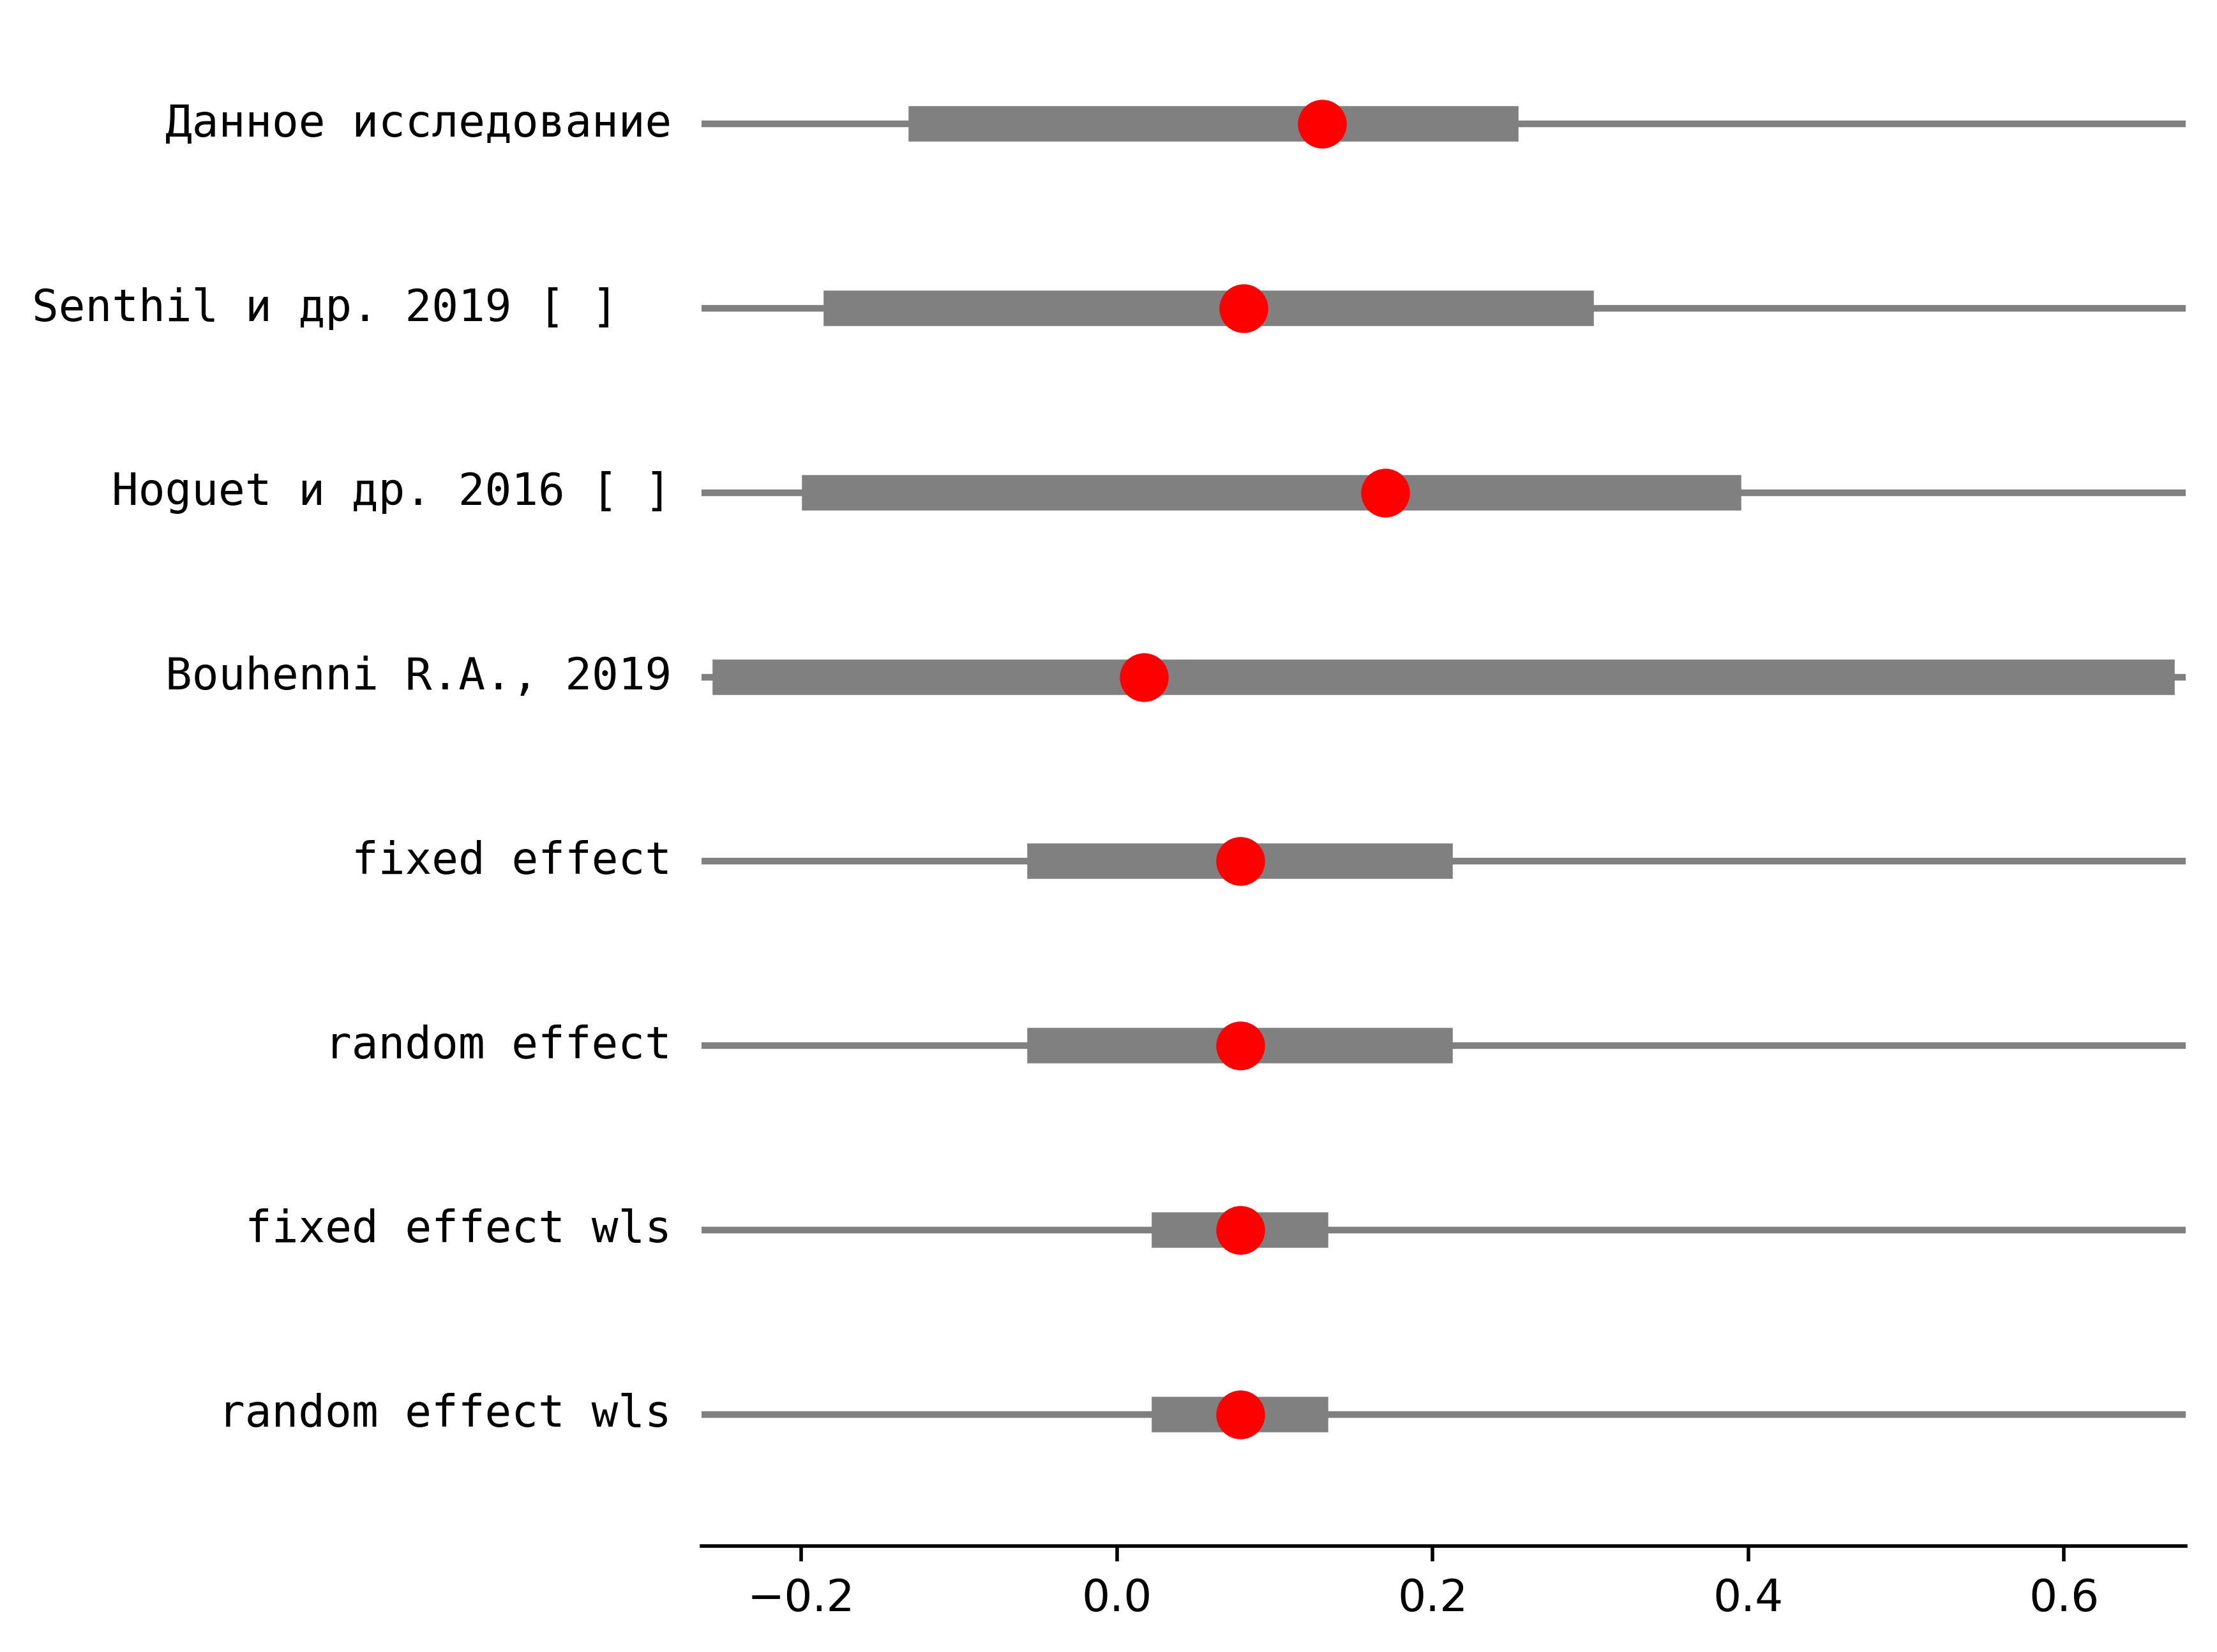 Данное исследование
Senthil и др. 2019 [ ]
Hoguet и др. 2016 [ ]
Bouhenni R.A., 2019
fixed effect
random effect
fixed effect wls
random effect wls
−0.2 0.0 0.2 0.4 0.6